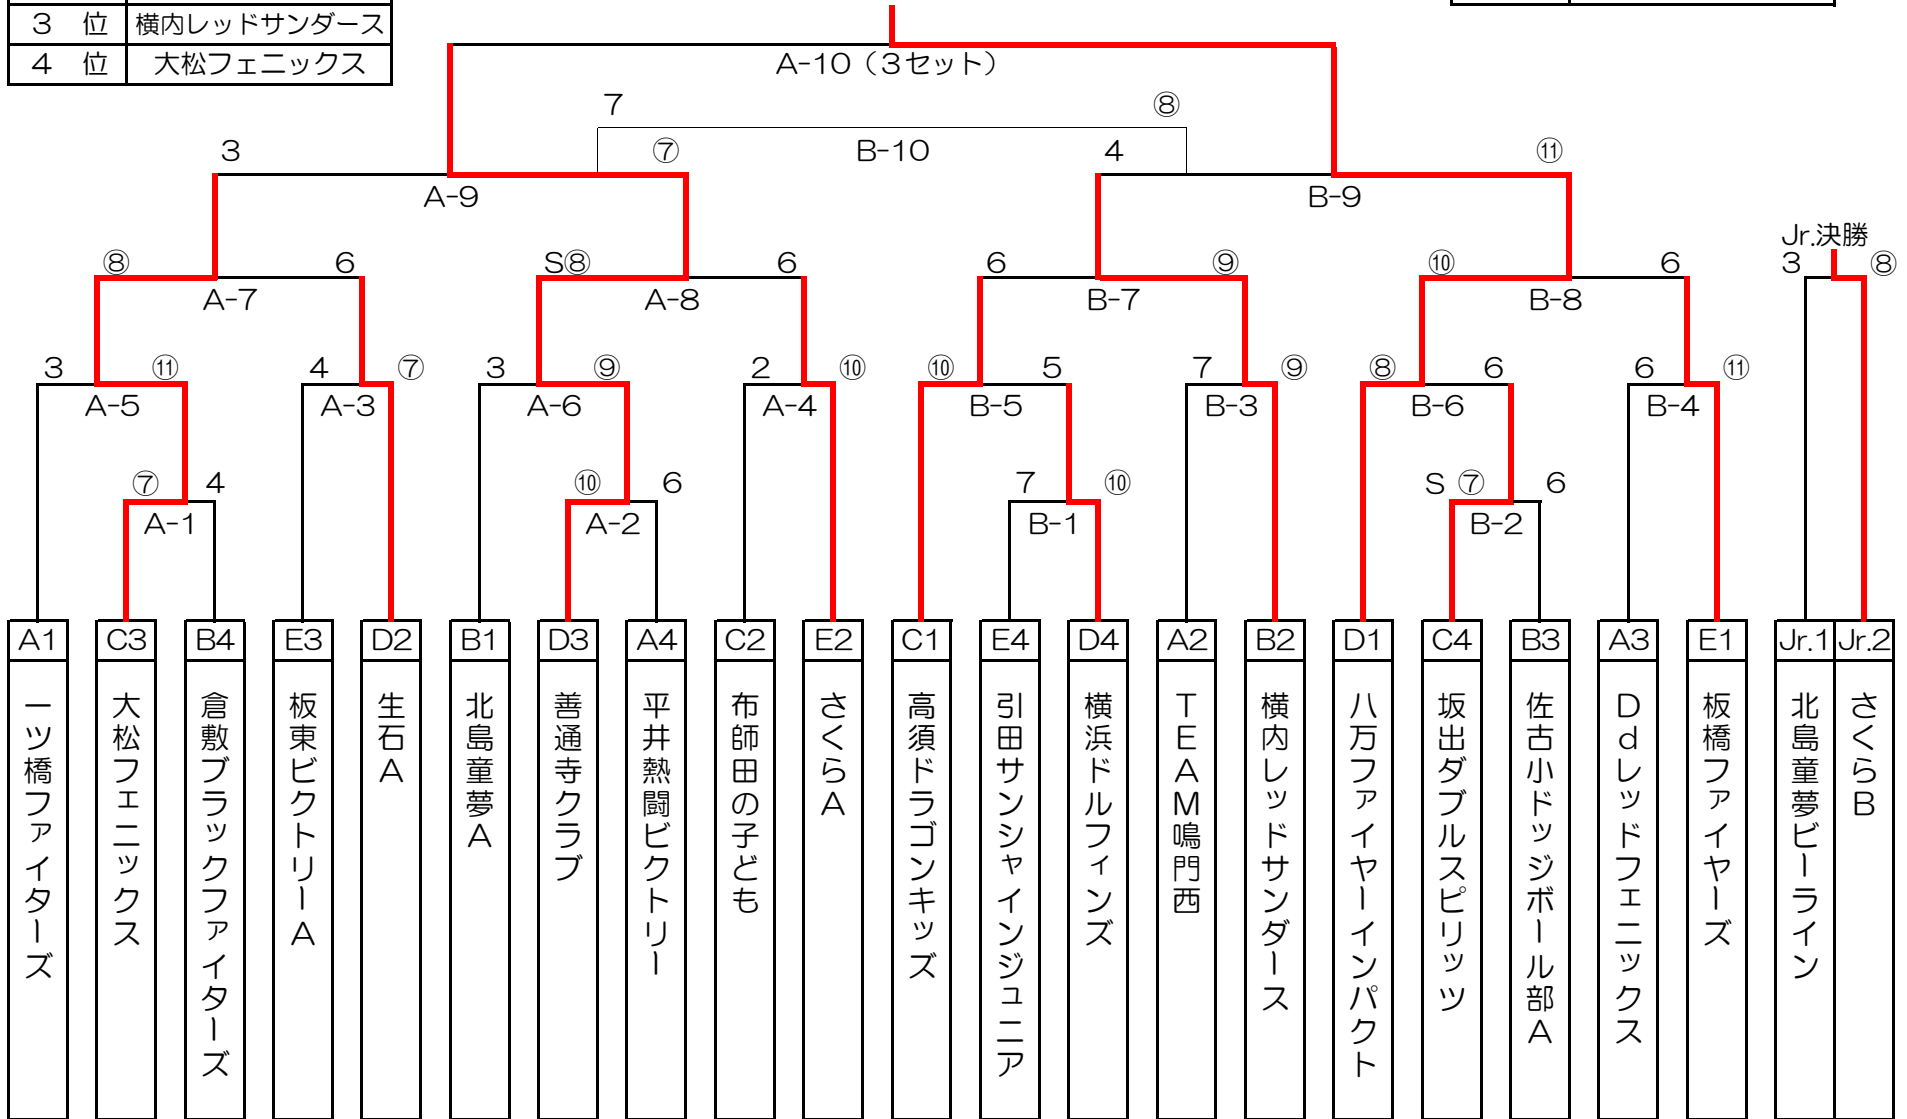 3 位 横内レッドサンダース
4 位 大松フェニックス
A-10（3セット）
7 ⑧
3 ⑦ B-10 4 ⑪
A-9 B-9
Jr.決勝
⑧ 6 S⑧ 6 6 ⑨ ⑩ 6 3 ⑧
A-7 A-8 B-7 B-8
3 ⑪ 4 ⑦ 3 ⑨ 2 ⑩ ⑩ 5 7 ⑨ ⑧ 6 6 ⑪
A-5 A-3 A-6 A-4 B-5 B-3 B-6 B-4
⑦ 4 ⑩ 6 7 ⑩ S ⑦ 6
A-1 A-2 B-1 B-2
A1 C3 B4 E3 D2 B1 D3 A4 C2 E2 C1 E4 D4 A2 B2 D1 C4 B3 A3 E1 Jr.1 Jr.2
一ツ橋ファイターズ
大松フェニックス
倉敷ブラックファイターズ
板東ビクトリーA
生石A
北島童夢A
善通寺クラブ
平井熱闘ビクトリー
布師田の子ども
さくらA
高須ドラゴンキッズ
引田サンシャインジュニア
横浜ドルフィンズ
TEAM鳴門西
横内レッドサンダース
八万ファイヤーインパクト
坂出ダブルスピリッツ
佐古小ドッジボール部A
Ddレッドフェニックス
板橋ファイヤーズ
北島童夢ビーライン
さくらB